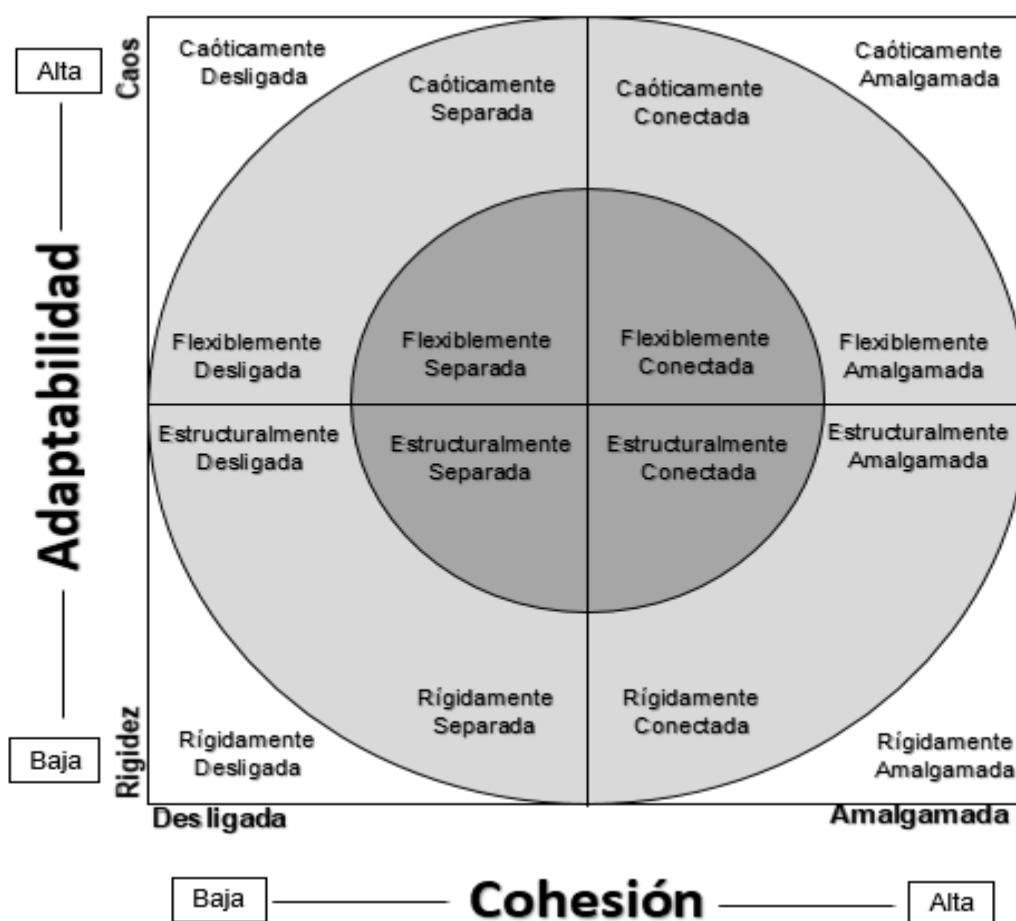 Alta
Caos
Adaptabilidad
Baja
Rigidez
Caóticamente
Desligada
Caóticamente
Separada
Caóticamente
Conectada
Caóticamente
Amalgamada
Flexiblemente
Desligada
Flexiblemente
Separada
Flexiblemente
Conectada
Flexiblemente
Amalgamada
Estructuralmente
Desligada
Estructuralmente
Separada
Estructuralmente
Conectada
Estructuralmente
Amalgamada
Rígidamente
Desligada
Rígidamente
Separada
Rígidamente
Conectada
Rígidamente
Amalgamada
Desligada
Amalgamada
Baja
Cohesión
Alta